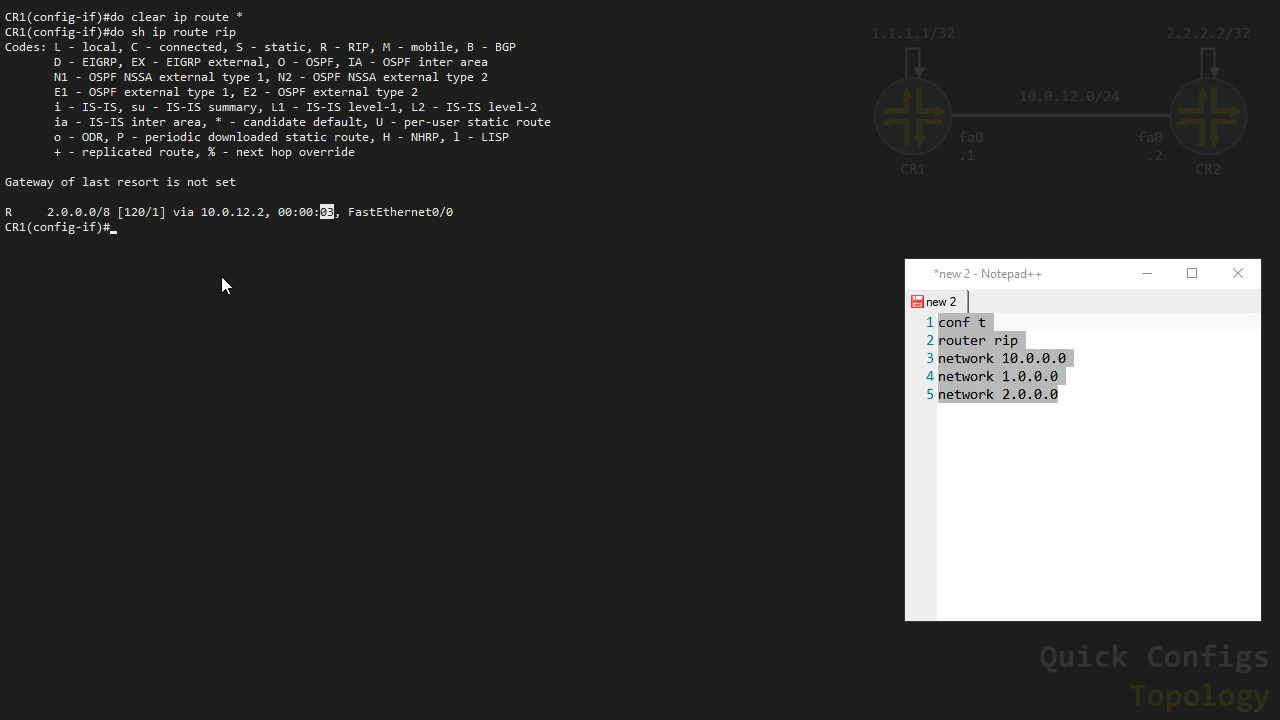 CR1(config-if)#do clear ip route *
CR1(config-if)#do sh ip route rip
Codes: L - local, C - connected, S - static, R - RIP, M - mobile, B - BGP
       D - EIGRP, EX - EIGRP external, O - OSPF, IA - OSPF inter area
       N1 - OSPF NSSA external type 1, N2 - OSPF NSSA external type 2
       E1 - OSPF external type 1, E2 - OSPF external type 2
       i - IS-IS, su - IS-IS summary, L1 - IS-IS level-1, L2 - IS-IS level-2
       ia - IS-IS inter area, * - candidate default, U - per-user static route
       o - ODR, P - periodic downloaded static route, H - NHRP, l - LISP
       + - replicated route, % - next hop override
Gateway of last resort is not set
R     2.0.0.0/8 [120/1] via 10.0.12.2, 00:00:03, FastEthernet0/0
CR1(config-if)#
1.1.1.1/32
2.2.2.2/32
10.0.12.0/24
fa0
.1
fa0
.2
CR1
CR2
*new 2 - Notepad++
new 2
1 conf t
2 router rip
3 network 10.0.0.0
4 network 1.0.0.0
5 network 2.0.0.0
Quick Configs
Topology